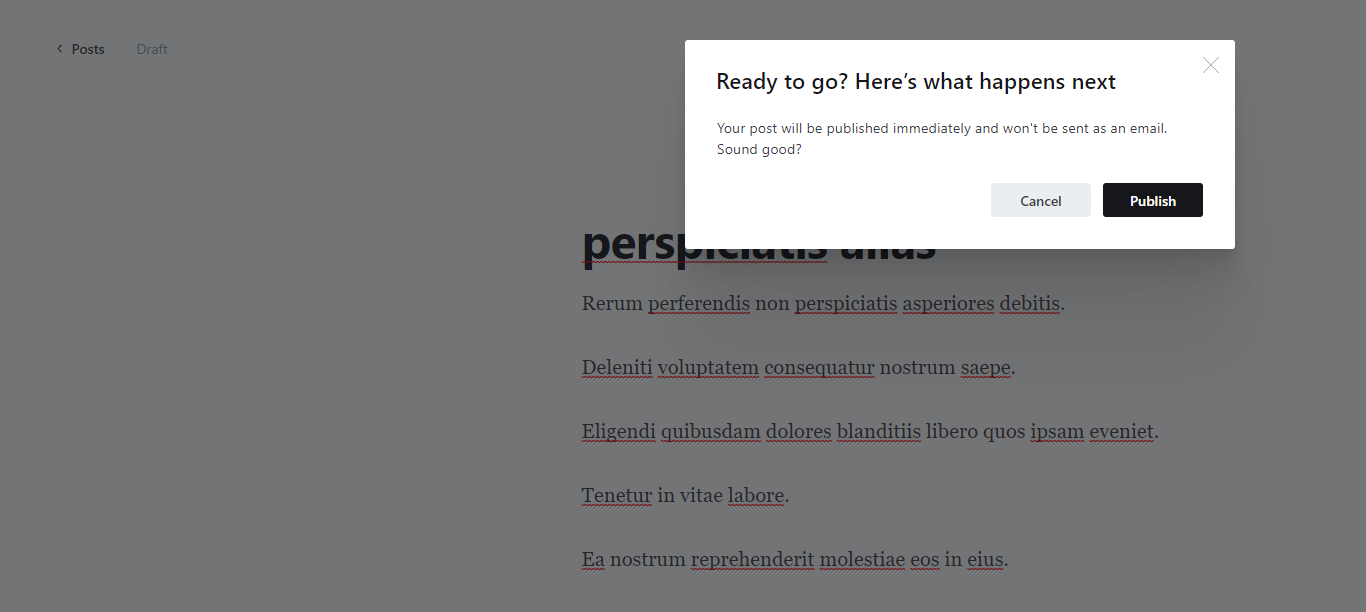 Posts Draft
Ready to go? Here’s what happens next
Your post will be published immediately and won't be sent as an email.
Sound good?
Cancel Publish
perspiciatis alias
Rerum perferendis non perspiciatis asperiores debitis.
Deleniti voluptatem consequatur nostrum saepe.
Eligendi quibusdam dolores blanditiis libero quos ipsam eveniet.
Tenetur in vitae labore.
Ea nostrum reprehenderit molestiae eos in eius.